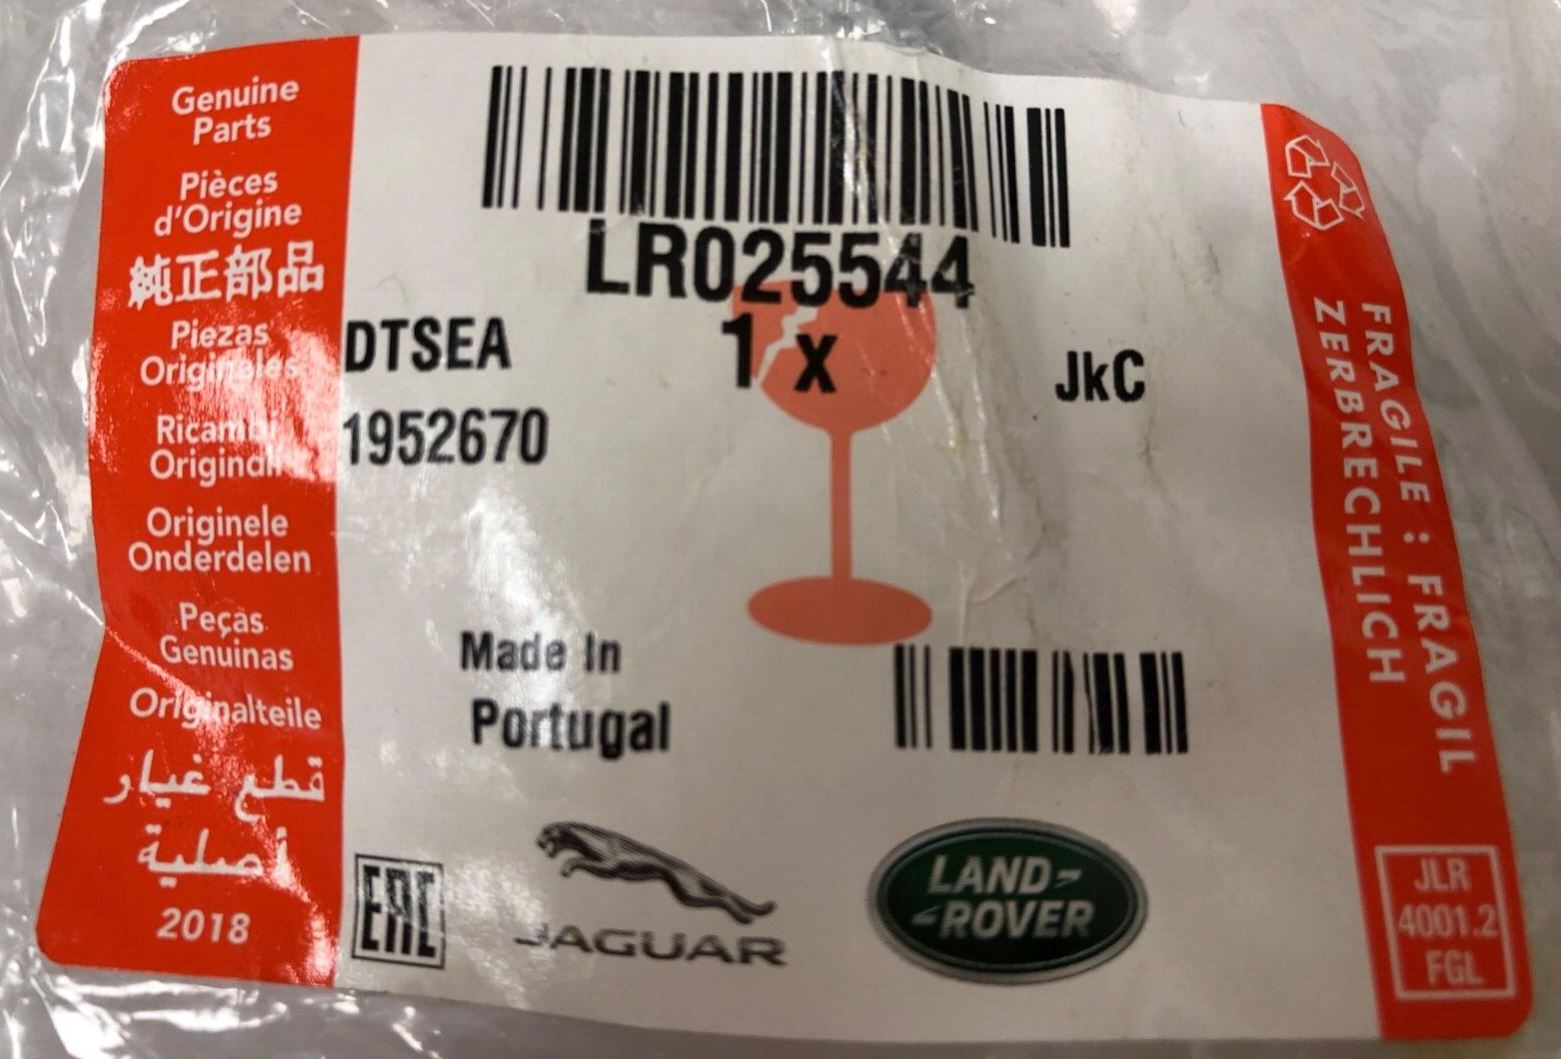 Genuine
Parts
Pièces
d'Origine
純正部品
Piezas
Originales
Ricambi
Originali
Originele
Onderdelen
Peças
Genuinas
Originalteile
قطع غيار
أصلية
2018
LR025544
DTSEA
1 x
JkC
1952670
Made In
Portugal
EAC
JAGUAR
LAND-
-ROVER
FRAGILE : FRAGIL
ZERBRECHLICH
JLR
4001.2
FGL